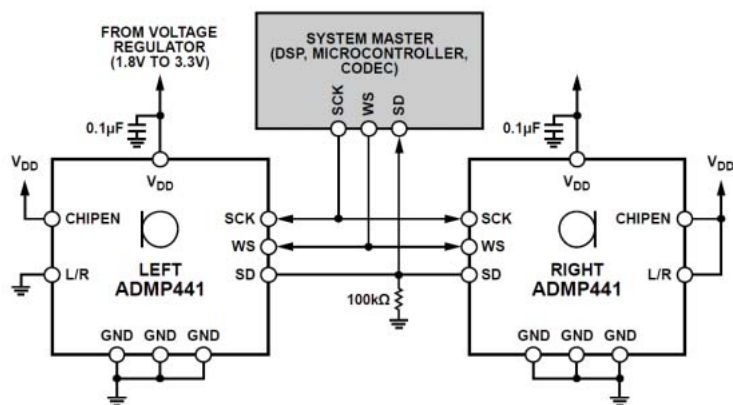 FROM VOLTAGE
REGULATOR
(1.8V TO 3.3V)
SYSTEM MASTER
(DSP, MICROCONTROLLER,
CODEC)
SCK
WS
SD
0.1µF
0.1µF
VDD
VDD
CHIPEN
L/R
SCK
WS
SD
LEFT
ADMP441
GND
GND
GND
100kΩ
VDD
VDD
SCK
WS
SD
CHIPEN
L/R
RIGHT
ADMP441
GND
GND
GND